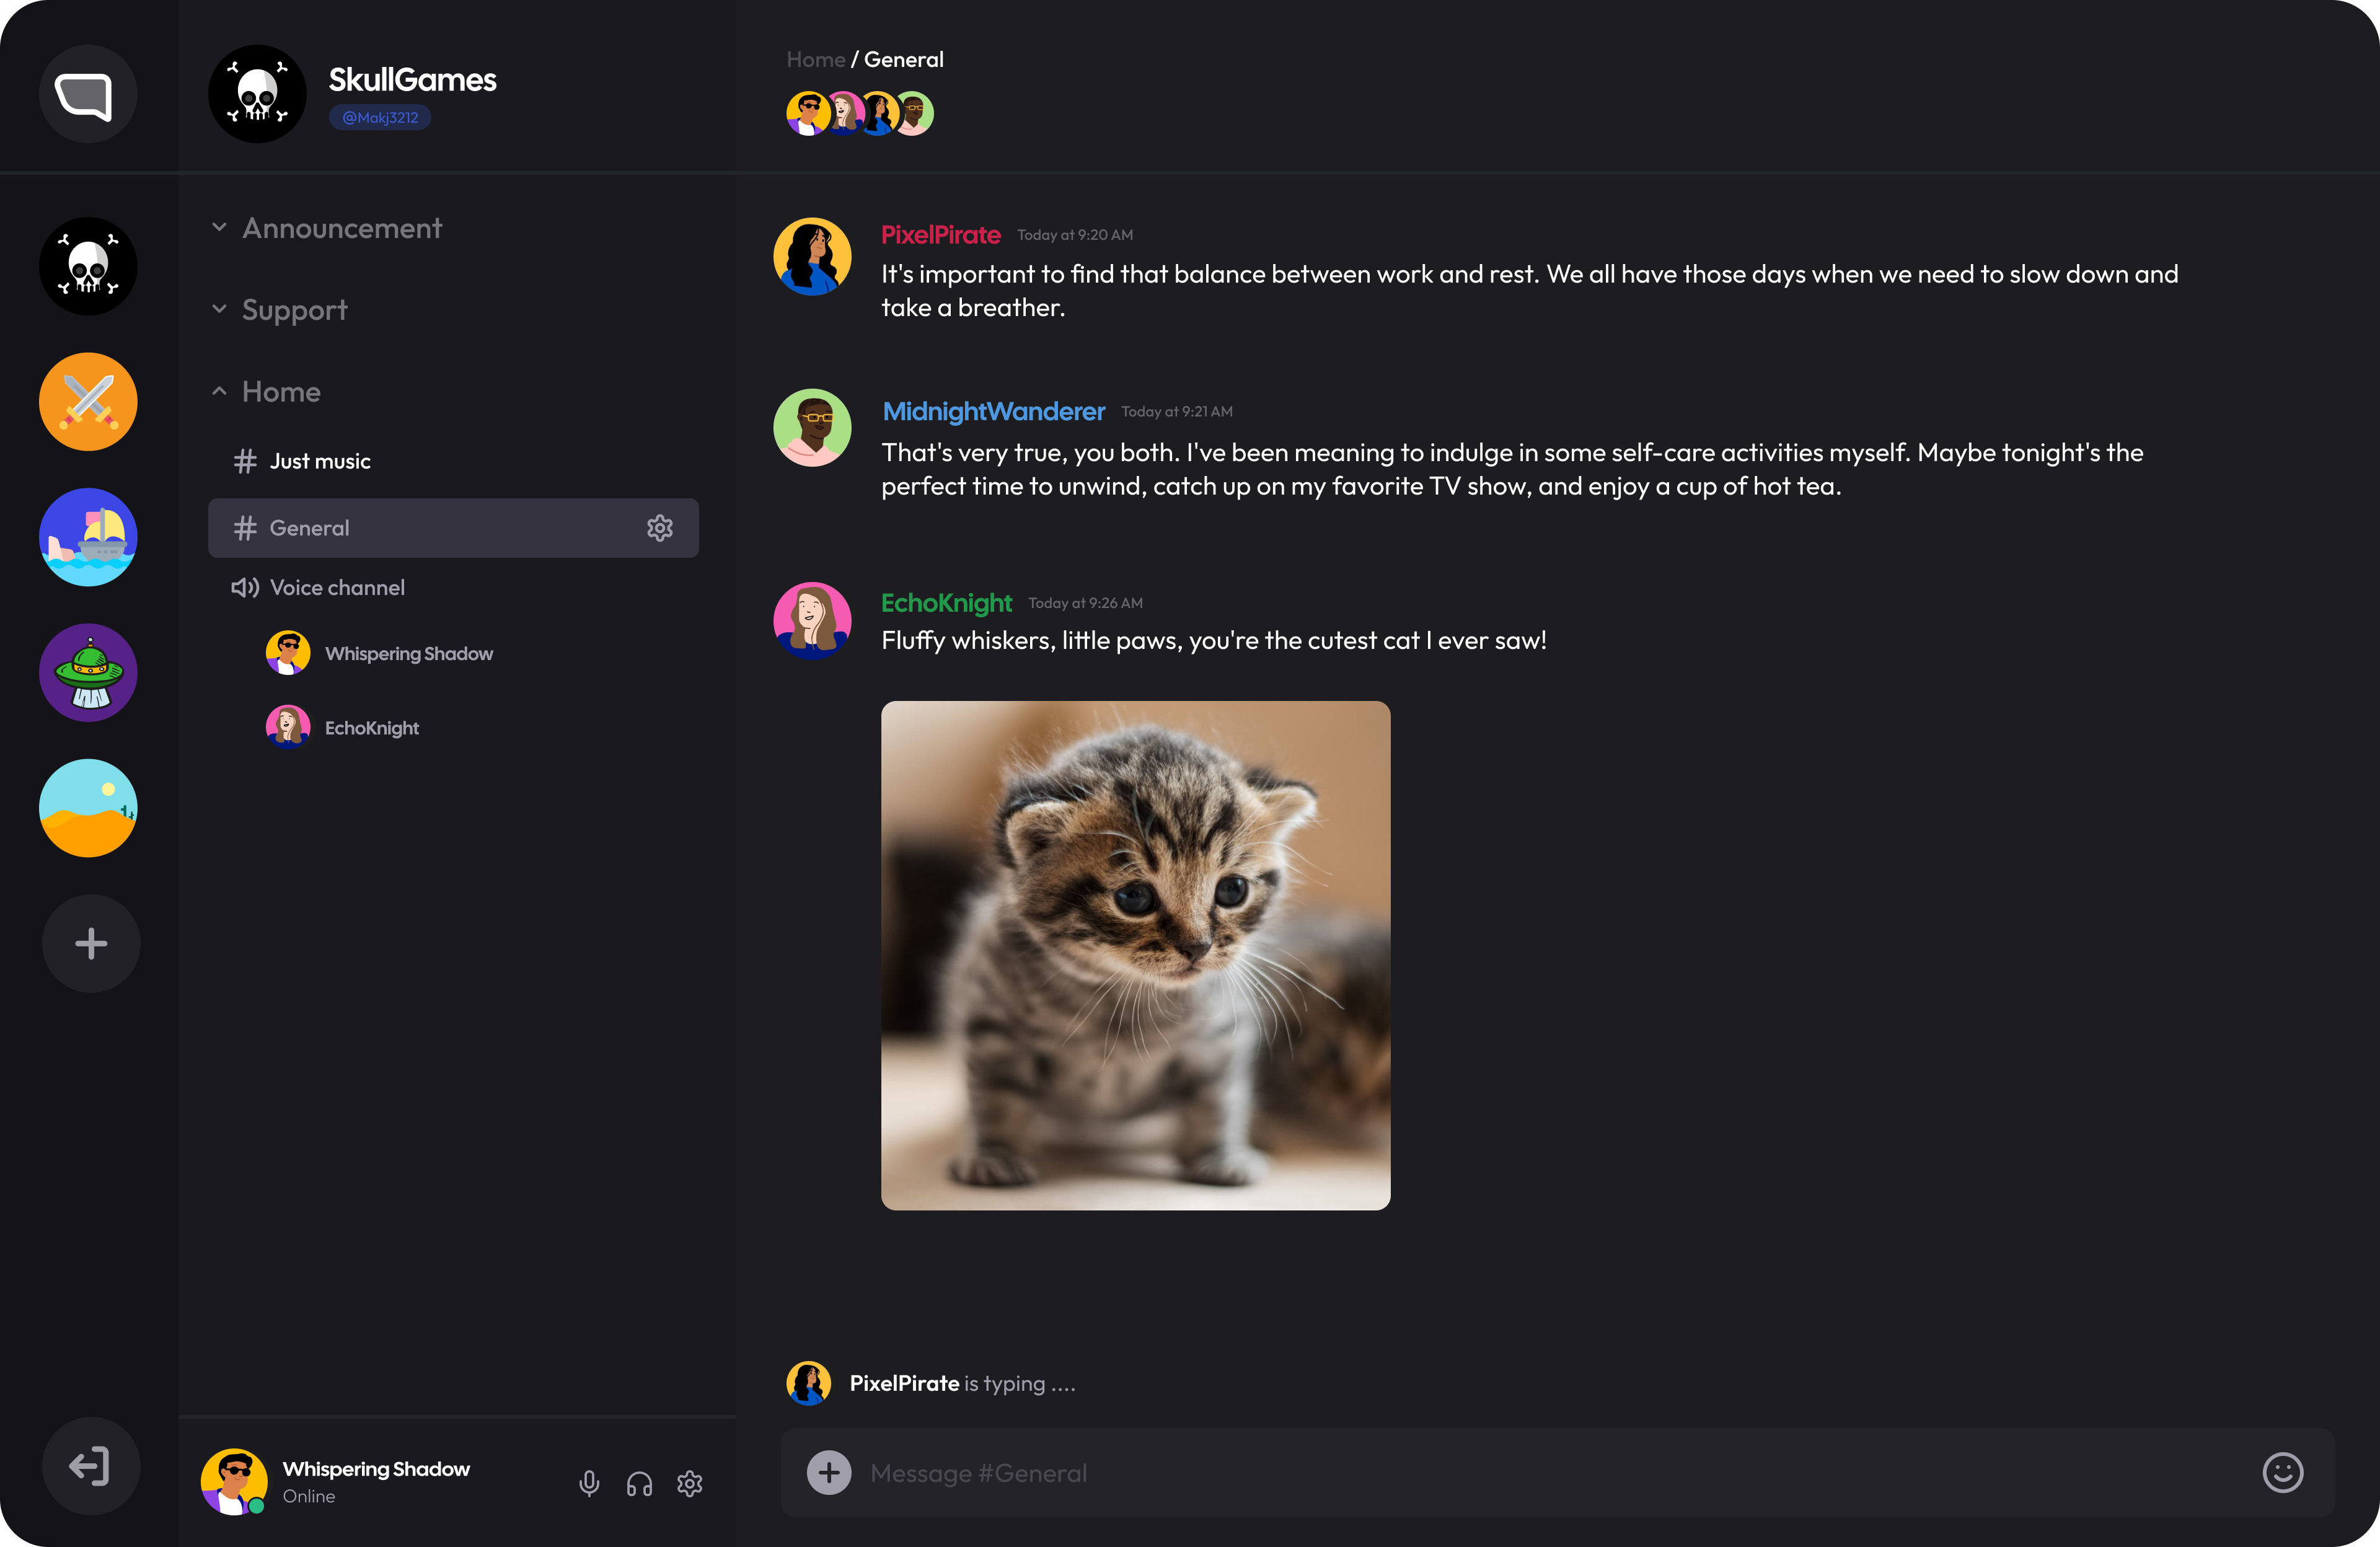 SkullGames
@Makj3212
Home / General
Announcement
Support
Home
Just music
General
Voice channel
Whispering Shadow
EchoKnight
PixelPirate Today at 9:20 AM
It's important to find that balance between work and rest. We all have those days when we need to slow down and
take a breather.
MidnightWanderer Today at 9:21 AM
That's very true, you both. I've been meaning to indulge in some self-care activities myself. Maybe tonight's the
perfect time to unwind, catch up on my favorite TV show, and enjoy a cup of hot tea.
EchoKnight Today at 9:26 AM
Fluffy whiskers, little paws, you're the cutest cat I ever saw!
PixelPirate is typing ....
Message #General
Whispering Shadow
Online